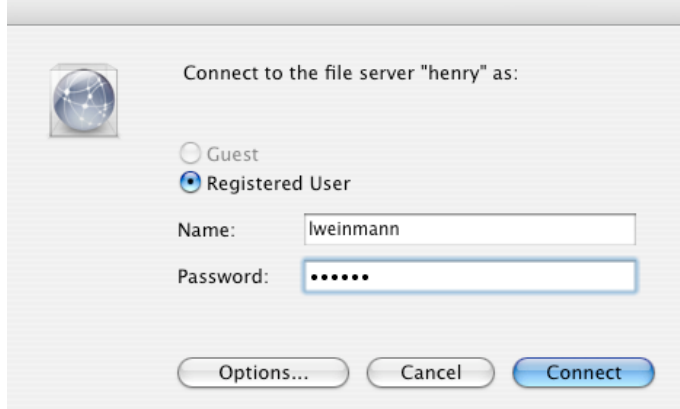 Connect to the file server "henry" as:
Guest
Registered User
Name: lweinmann
Password: ••••••
Options... Cancel Connect